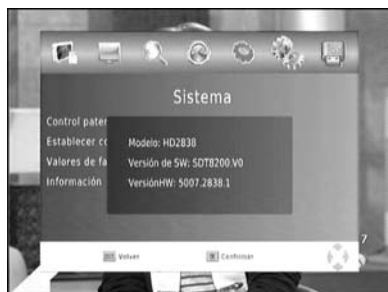 Sistema
Control pater
Establecer co
Valores de fa
Información
Modelo: HD2838
Versión de SW: SDT8200.V0
VersiónHW: 5007.2838.1
Volver
Confirmar
7